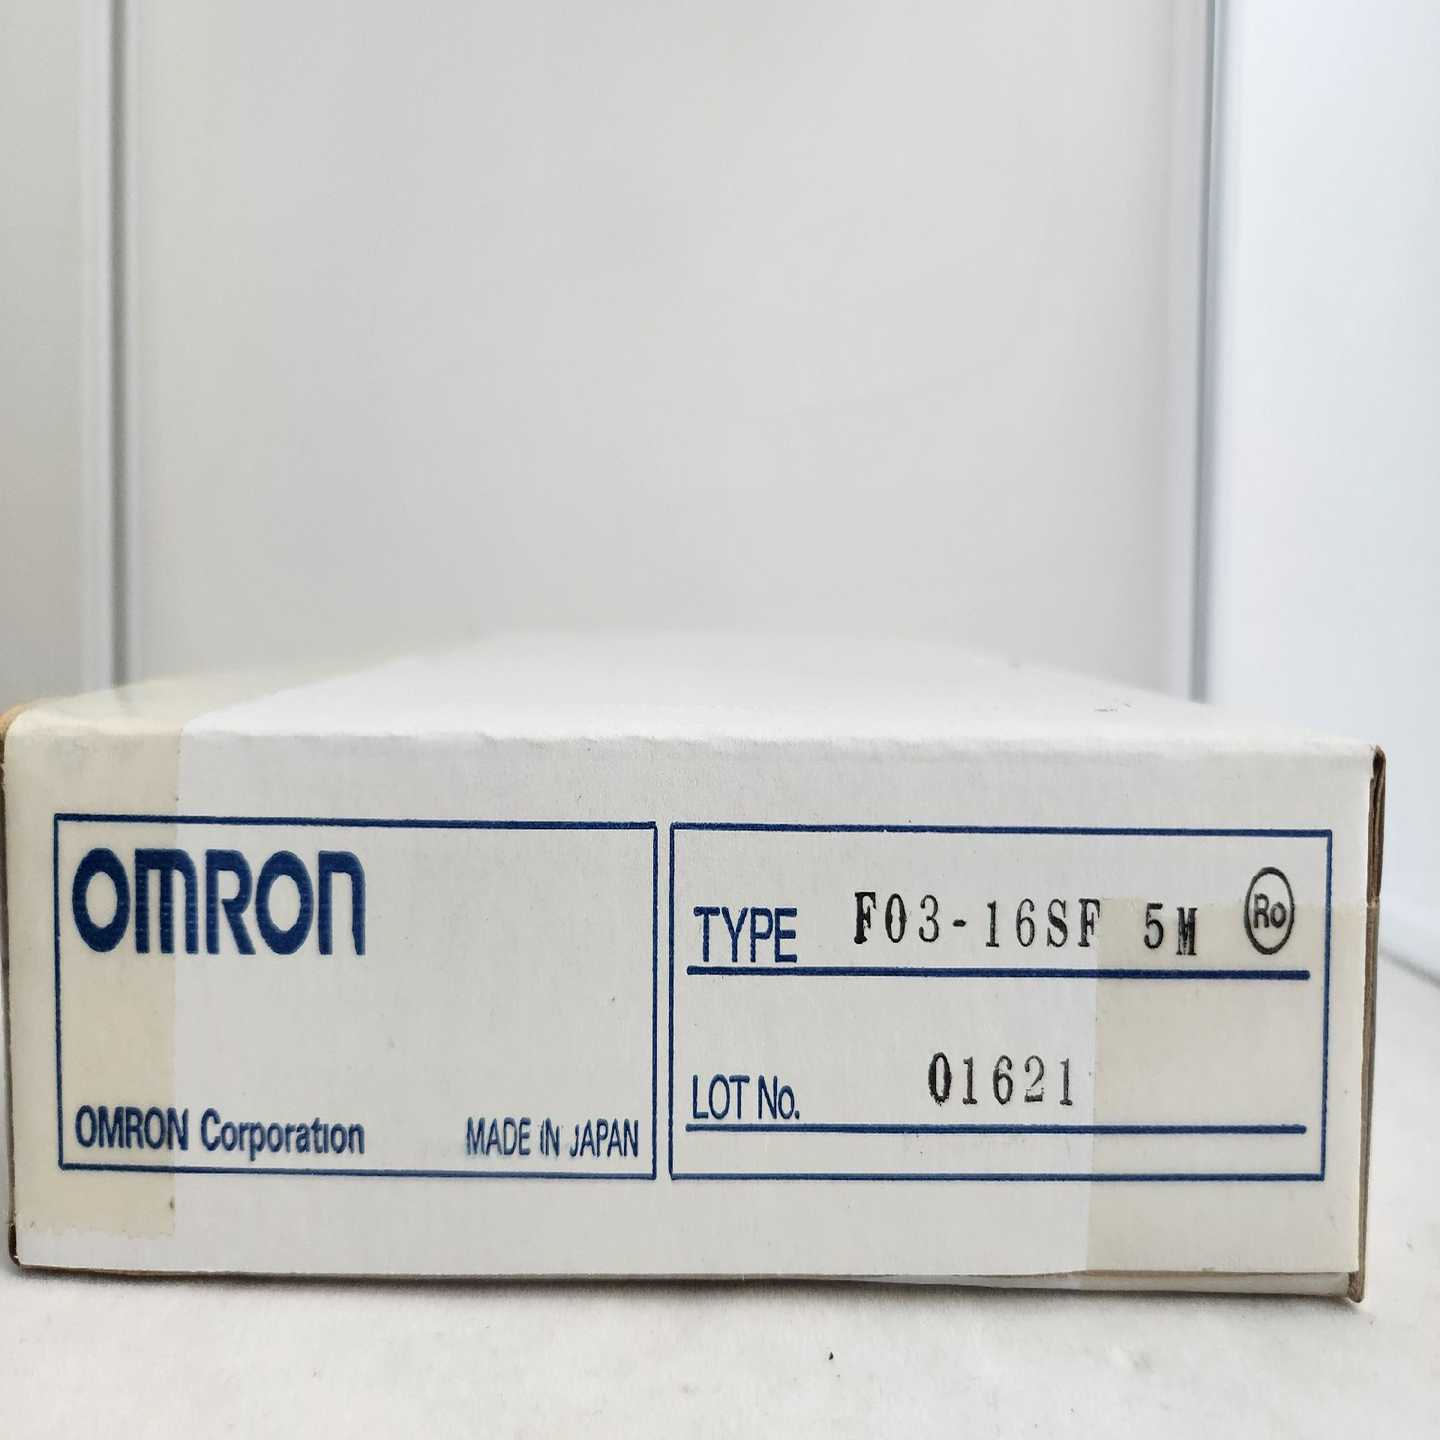 OMRON
OMRON Corporation MADE IN JAPAN
TYPE F03-16SF 5M Ro
LOT No. 01621